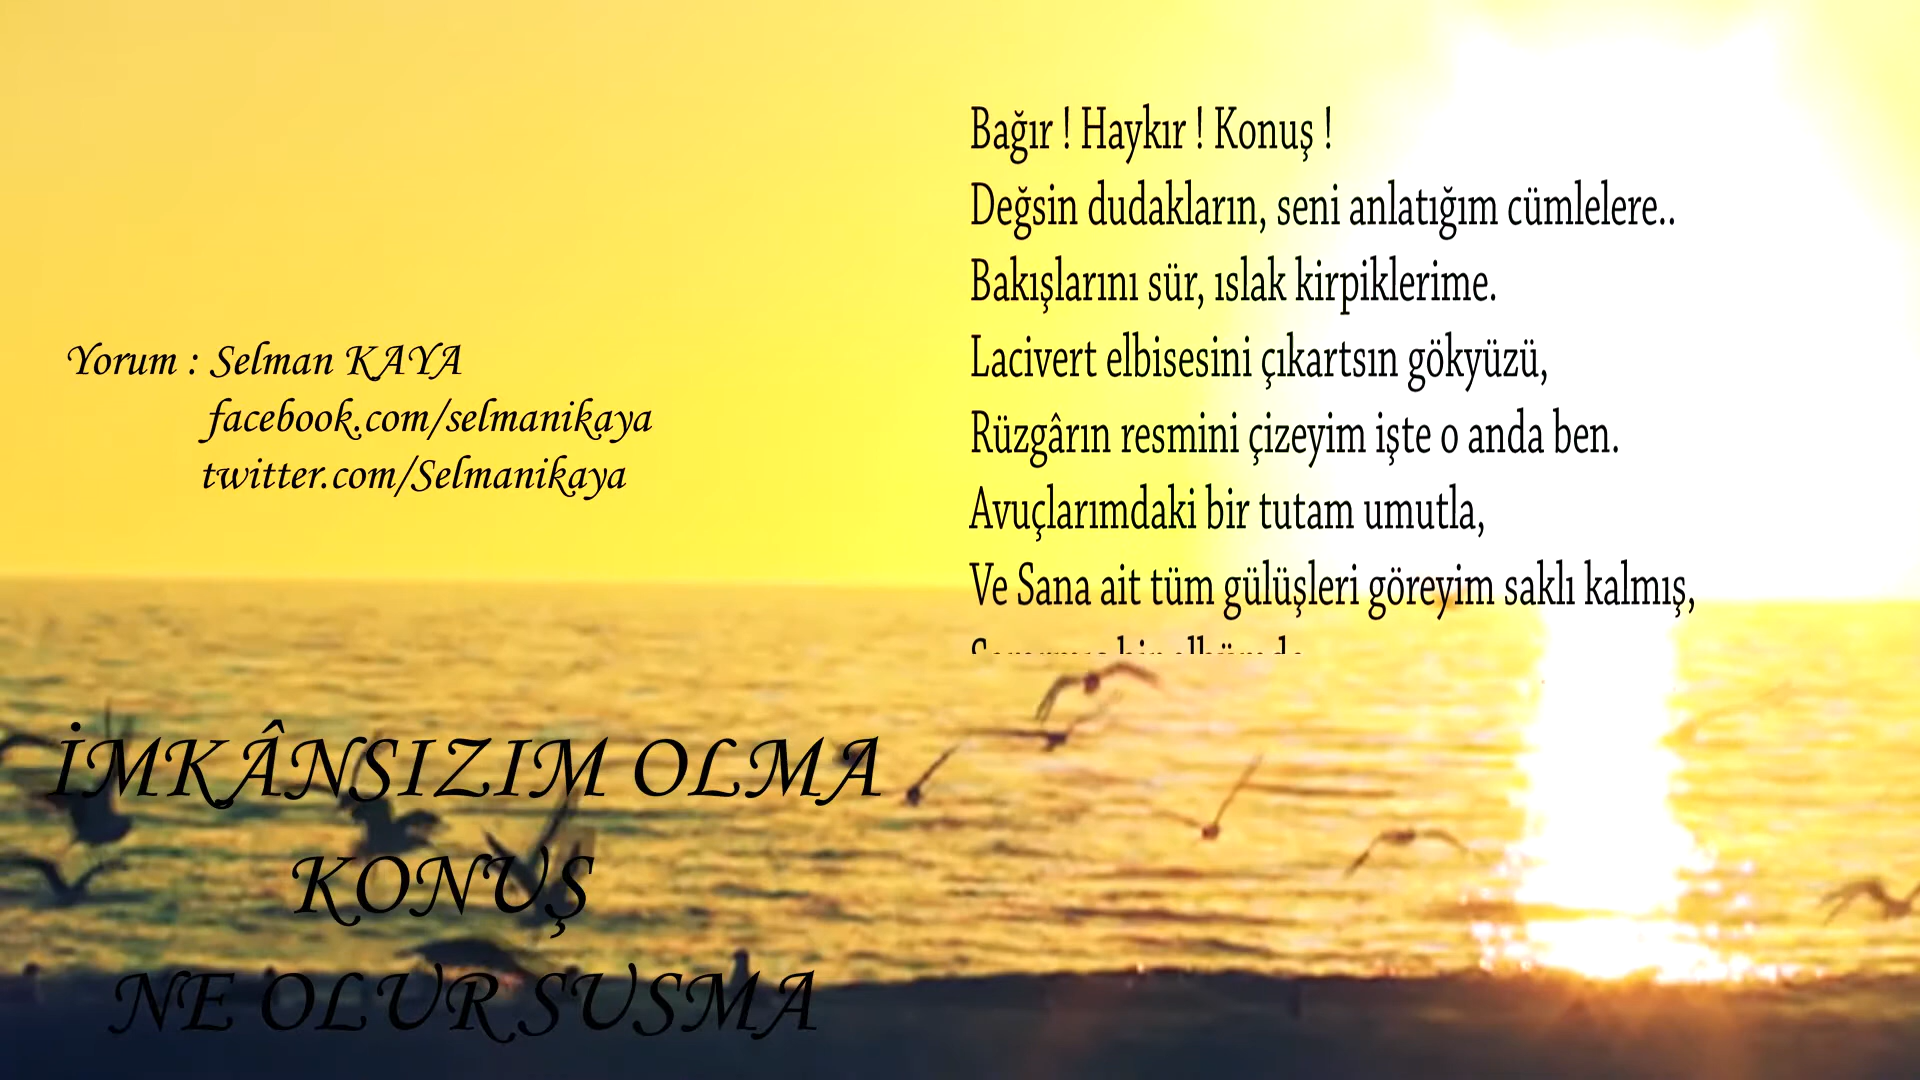 Bağır ! Haykır ! Konuş !
Değsin dudakların, seni anlatığım cümlelere..
Bakışlarını sür, ıslak kirpiklerime.
Lacivert elbisesini çıkartsın gökyüzü,
Rüzgârın resmini çizeyim işte o anda ben.
Avuçlarımdaki bir tutam umutla,
Ve Sana ait tüm gülüşleri göreyim saklı kalmış,
Yorum : Selman KAYA
facebook.com/selmanikaya
twitter.com/Selmanikaya
İMKÂNSIZIM OLMA
KONUŞ
NE OLUR SUSMA